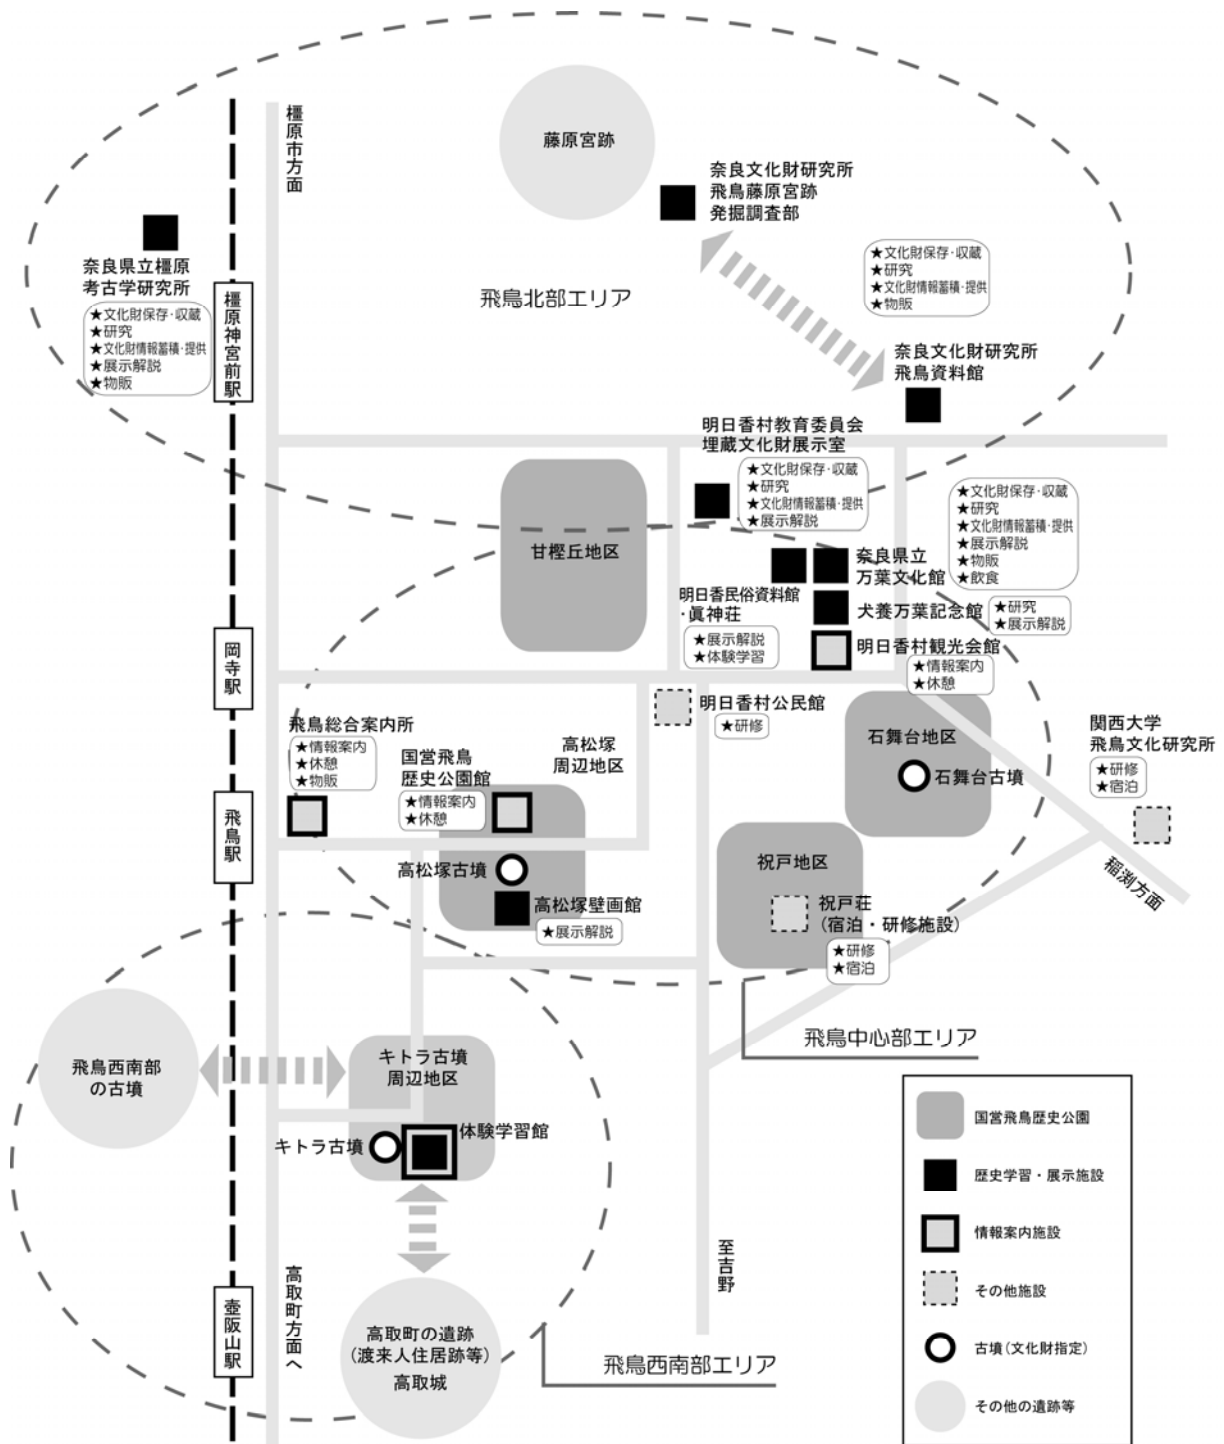 橿原市方面
藤原宮跡
奈良文化財研究所
飛鳥藤原宮跡
発掘調査部
奈良県立橿原
考古学研究所
★文化財保存・収蔵
★研究
★文化財情報蓄積・提供
★展示解説
★物販
橿原神宮前駅
飛鳥北部エリア
★文化財保存・収蔵
★研究
★文化財情報蓄積・提供
★物販
奈良文化財研究所
飛鳥資料館
明日香村教育委員会
埋蔵文化財展示室
★文化財保存・収蔵
★研究
★文化財情報蓄積・提供
★展示解説
甘樫丘地区
★文化財保存・収蔵
★研究
★文化財情報蓄積・提供
★展示解説
★物販
★飲食
奈良県立
万葉文化館
明日香民俗資料館
・眞神荘
★展示解説
★体験学習
犬養万葉記念館
★研究
★展示解説
明日香村観光会館
★情報案内
★休憩
岡寺駅
明日香村公民館
★研修
飛鳥総合案内所
★情報案内
★休憩
★物販
国営飛鳥
歴史公園館
★情報案内
★休憩
高松塚
周辺地区
石舞台地区
石舞台古墳
関西大学
飛鳥文化研究所
★研修
★宿泊
飛鳥駅
高松塚古墳
高松塚壁画館
★展示解説
祝戸地区
祝戸荘
（宿泊・研修施設）
★研修
★宿泊
稲渕方面
飛鳥中心部エリア
飛鳥西南部
の古墳
キトラ古墳
周辺地区
キトラ古墳
体験学習館
至吉野
高取町方面へ
壺阪山駅
高取町の遺跡
（渡来人住居跡等）
高取城
飛鳥西南部エリア
国営飛鳥歴史公園
歴史学習・展示施設
情報案内施設
その他施設
古墳（文化財指定）
その他の遺跡等